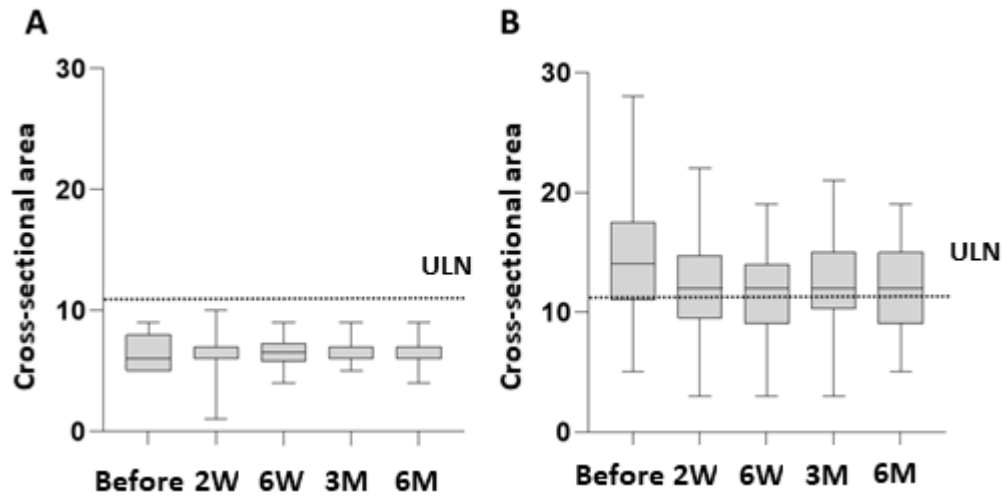 A
Cross-sectional area
30
20
10
0
ULN
Before 2W 6W 3M 6M
B
Cross-sectional area
30
20
10
0
ULN
Before 2W 6W 3M 6M